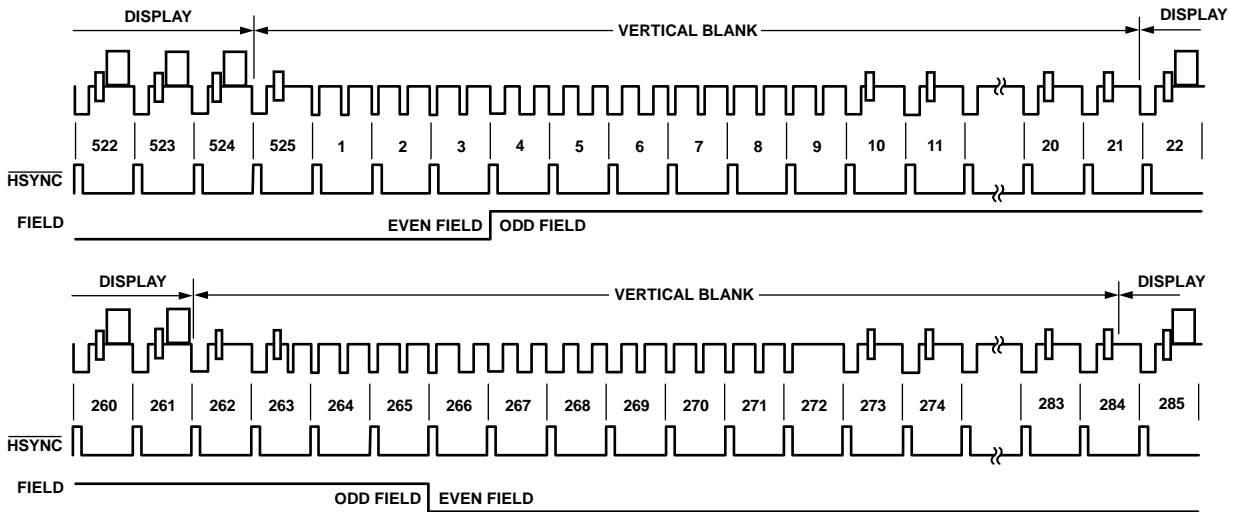 DISPLAY VERTICAL BLANK DISPLAY
522 523 524 525 1 2 3 4 5 6 7 8 9 10 11 20 21 22
HSYNC
FIELD EVEN FIELD ODD FIELD
DISPLAY VERTICAL BLANK DISPLAY
260 261 262 263 264 265 266 267 268 269 270 271 272 273 274 283 284 285
HSYNC
FIELD ODD FIELD EVEN FIELD